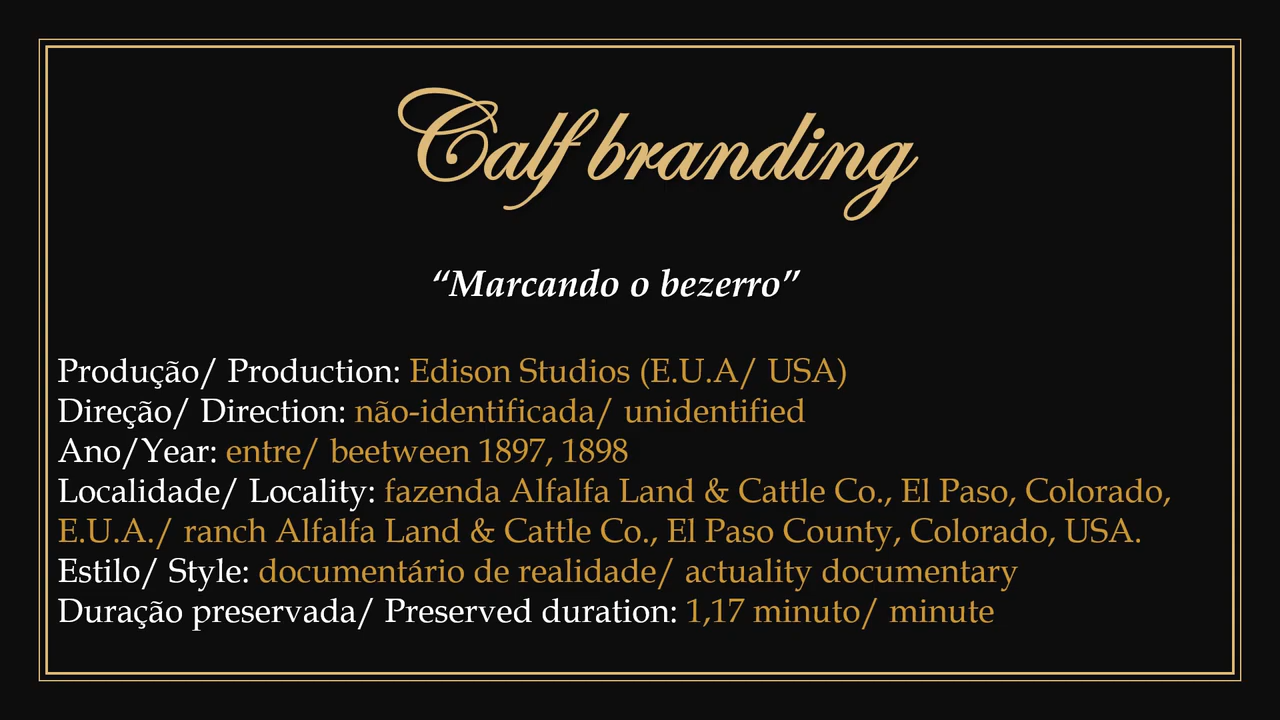 Calf branding
“Marcando o bezerro”
Produção/ Production: Edison Studios (E.U.A/ USA)
Direção/ Direction: não-identificada/ unidentified
Ano/Year: entre/ beetween 1897, 1898
Localidade/ Locality: fazenda Alfalfa Land & Cattle Co., El Paso, Colorado,
E.U.A./ ranch Alfalfa Land & Cattle Co., El Paso County, Colorado, USA.
Estilo/ Style: documentário de realidade/ actuality documentary
Duração preservada/ Preserved duration: 1,17 minuto/ minute